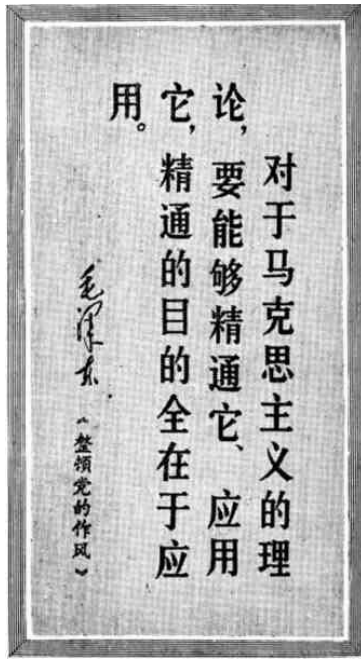 对于马克思主义的理
论，要能够精通它、应用
它，精通的目的全在于应
用。
毛泽东
《整顿党的作风》